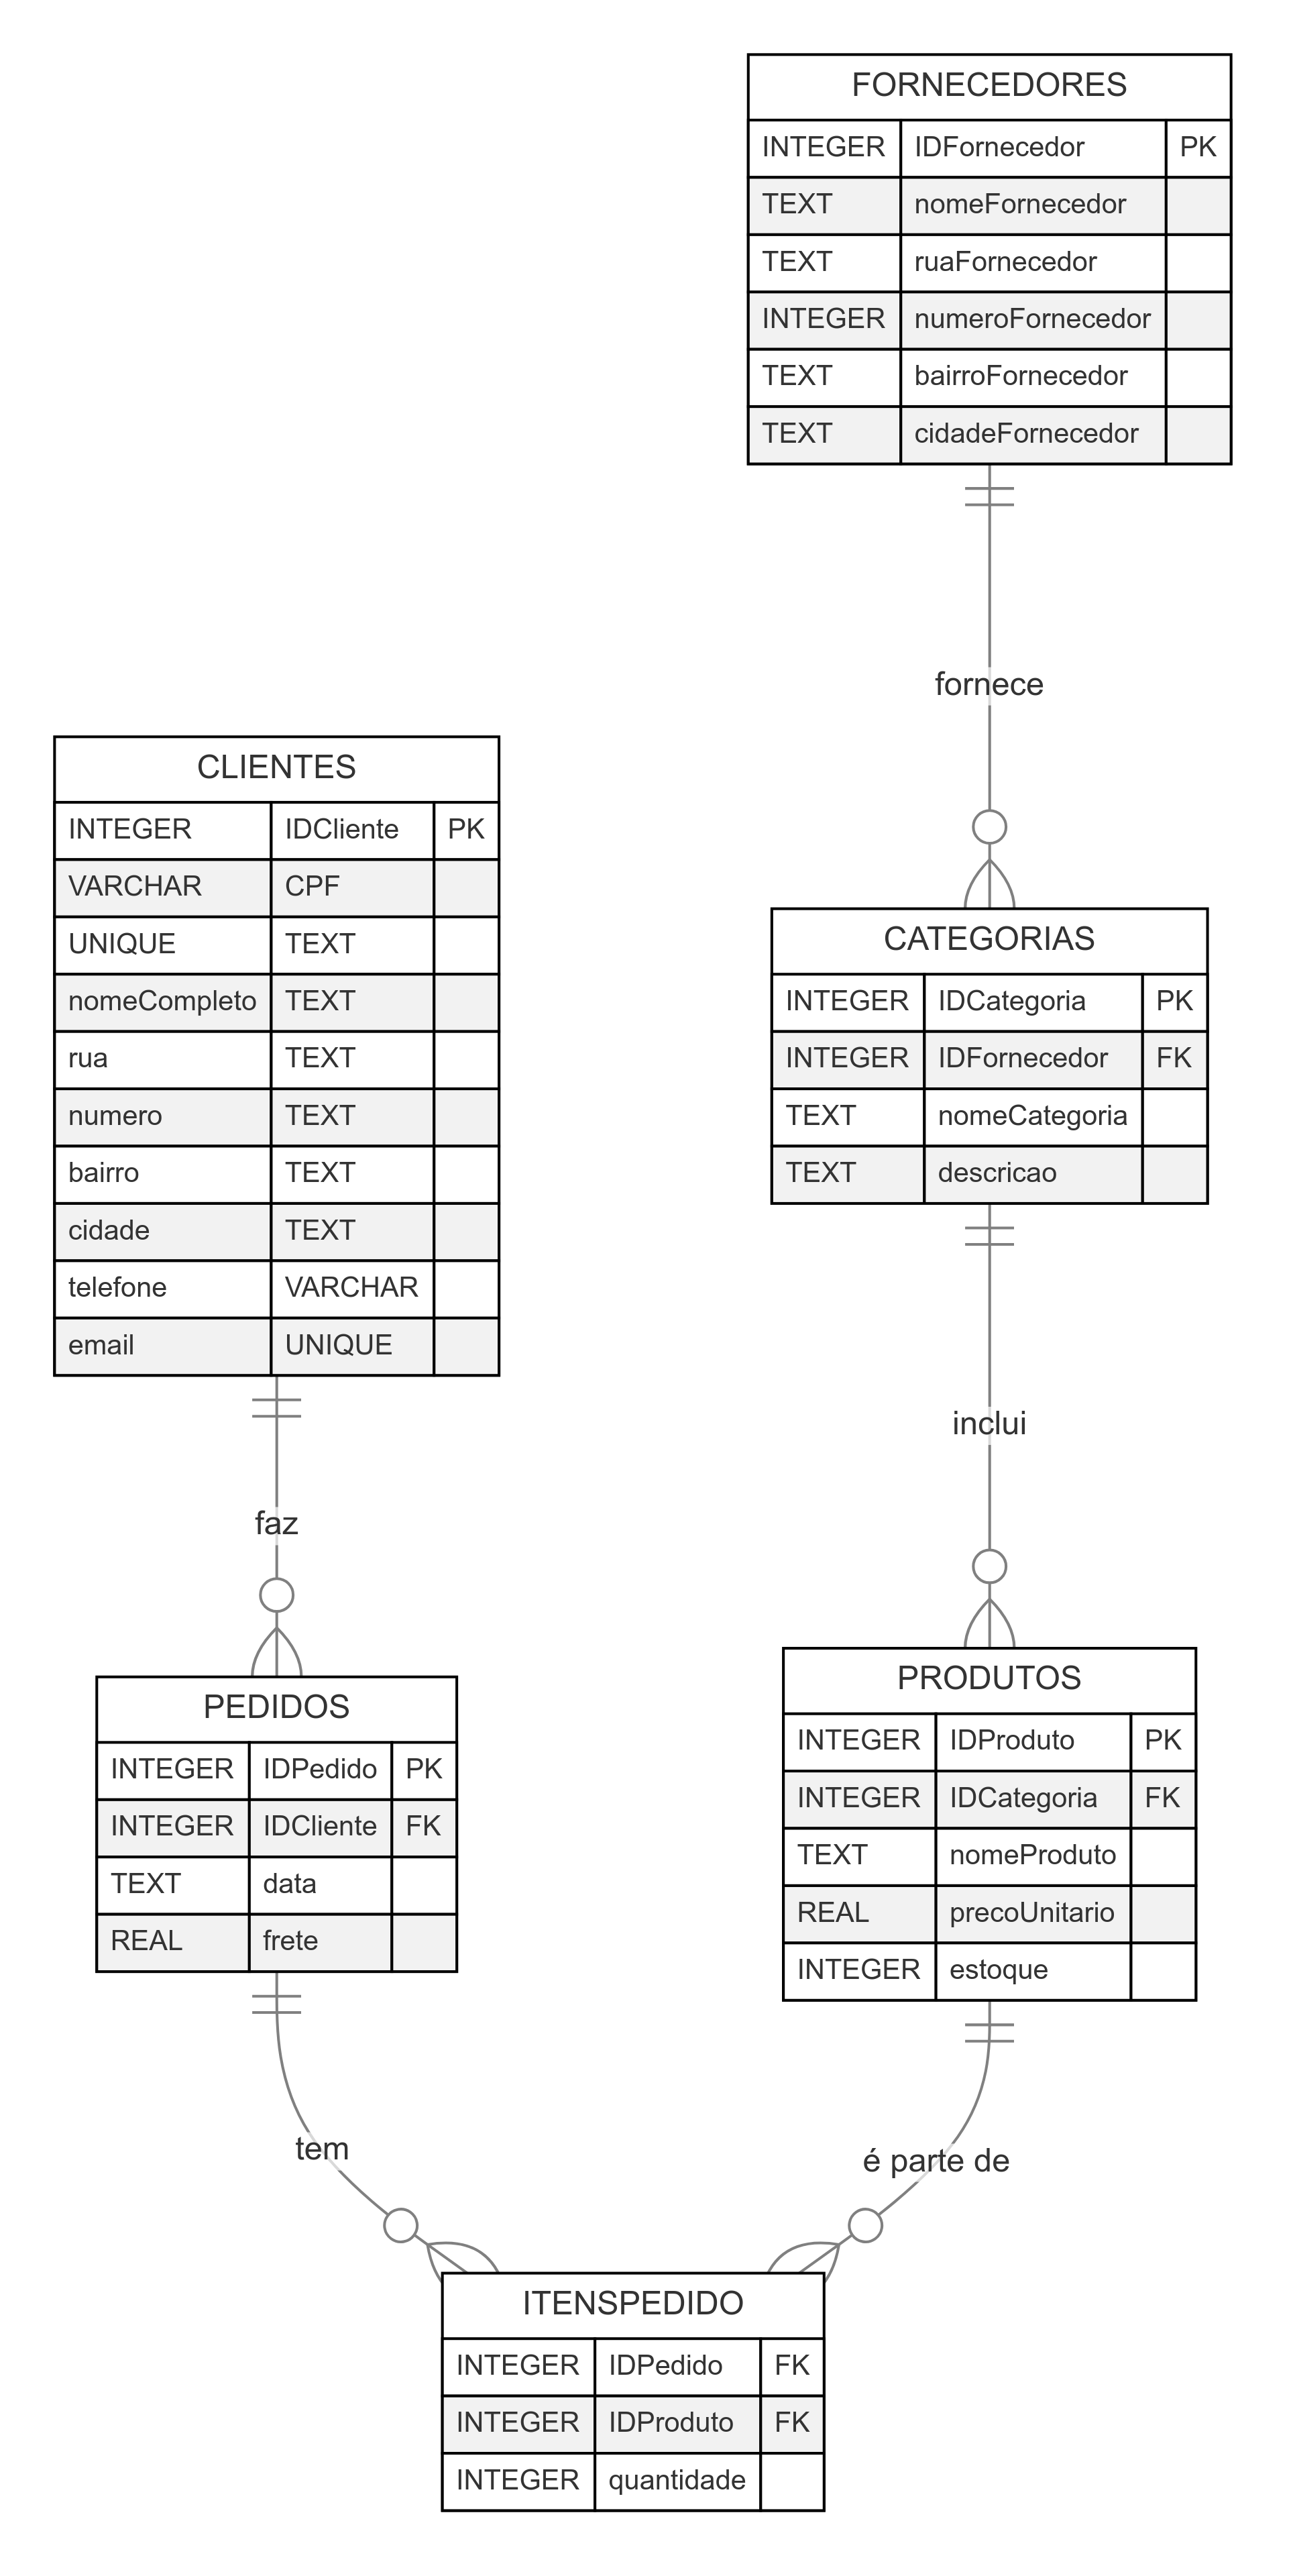 FORNECEDORES
INTEGER IDFornecedor PK
TEXT nomeFornecedor
TEXT ruaFornecedor
INTEGER numeroFornecedor
TEXT bairroFornecedor
TEXT cidadeFornecedor
fornece
CLIENTES
INTEGER IDCliente PK
VARCHAR CPF
UNIQUE TEXT
nomeCompleto TEXT
rua TEXT
numero TEXT
bairro TEXT
cidade TEXT
telefone VARCHAR
email UNIQUE
CATEGORIAS
INTEGER IDCategoria PK
INTEGER IDFornecedor FK
TEXT nomeCategoria
TEXT descricao
inclui
faz
PEDIDOS
INTEGER IDPedido PK
INTEGER IDCliente FK
TEXT data
REAL frete
PRODUTOS
INTEGER IDProduto PK
INTEGER IDCategoria FK
TEXT nomeProduto
REAL precoUnitario
INTEGER estoque
tem
é parte de
ITENSPEDIDO
INTEGER IDPedido FK
INTEGER IDProduto FK
INTEGER quantidade